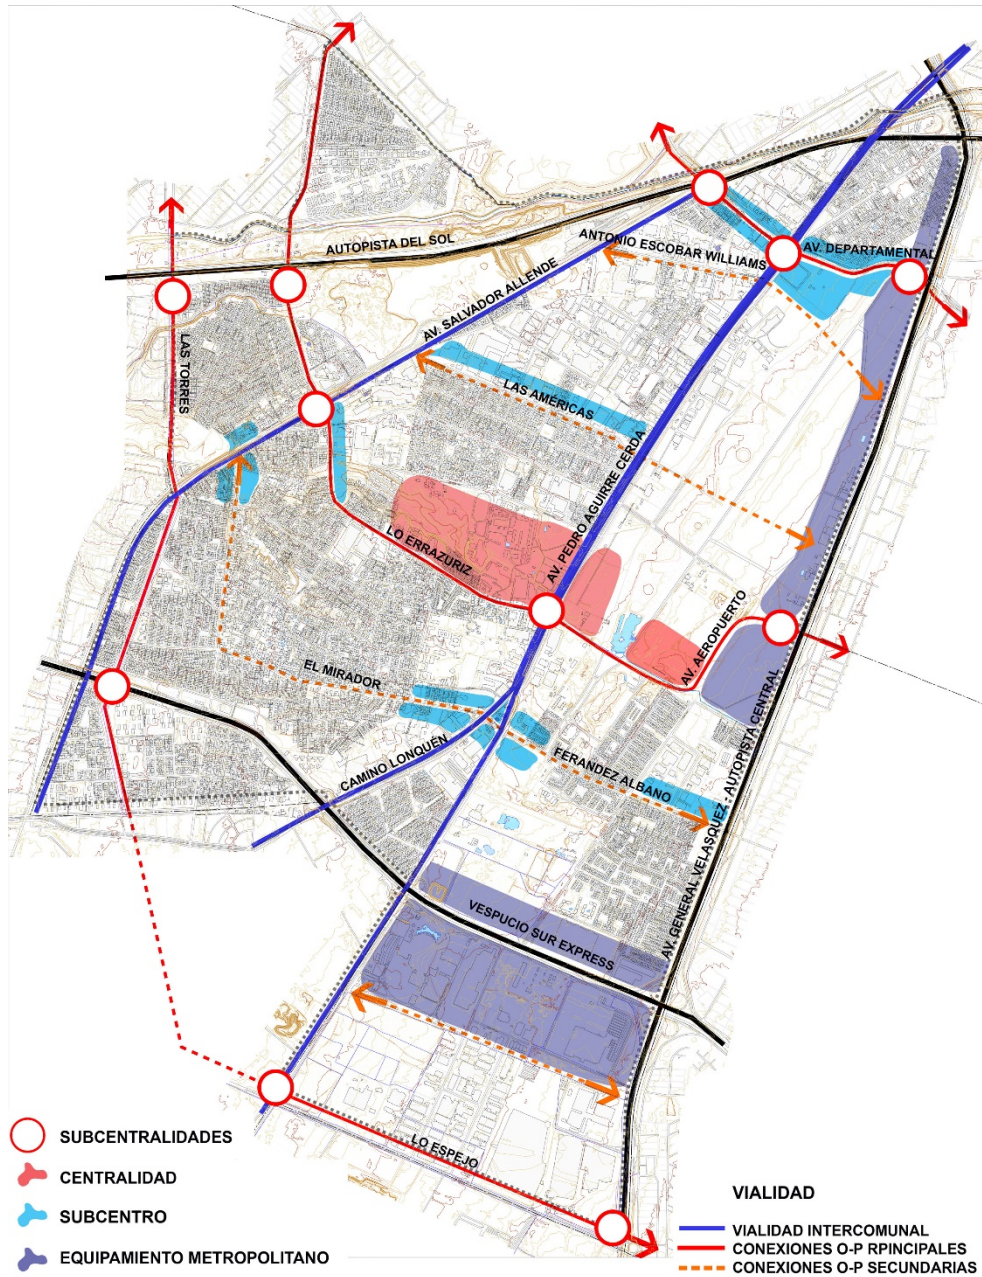 AUTOPISTA DEL SOL
ANTONIO ESCOBAR WILLIAMS
AV. DEPARTAMENTAL
AV. SALVADOR ALLENDE
LAS TORRES
LAS AMÉRICAS
AV. PEDRO AGUIRRE CERDA
LO ERRAZURIZ
AV. AEROPUERTO
EL MIRADOR
CAMINO LONQUÉN
FERANDEZ ALBANO
AV. GENERAL VELASQUEZ - AUTOPISTA CENTRAL
VESPUCIO SUR EXPRESS
LO ESPEJO
SUBCENTRALIDADES
CENTRALIDAD
SUBCENTRO
EQUIPAMIENTO METROPOLITANO
VIALIDAD
VIALIDAD INTERCOMUNAL
CONEXIONES O-P RPINCIPALES
CONEXIONES O-P SECUNDARIAS